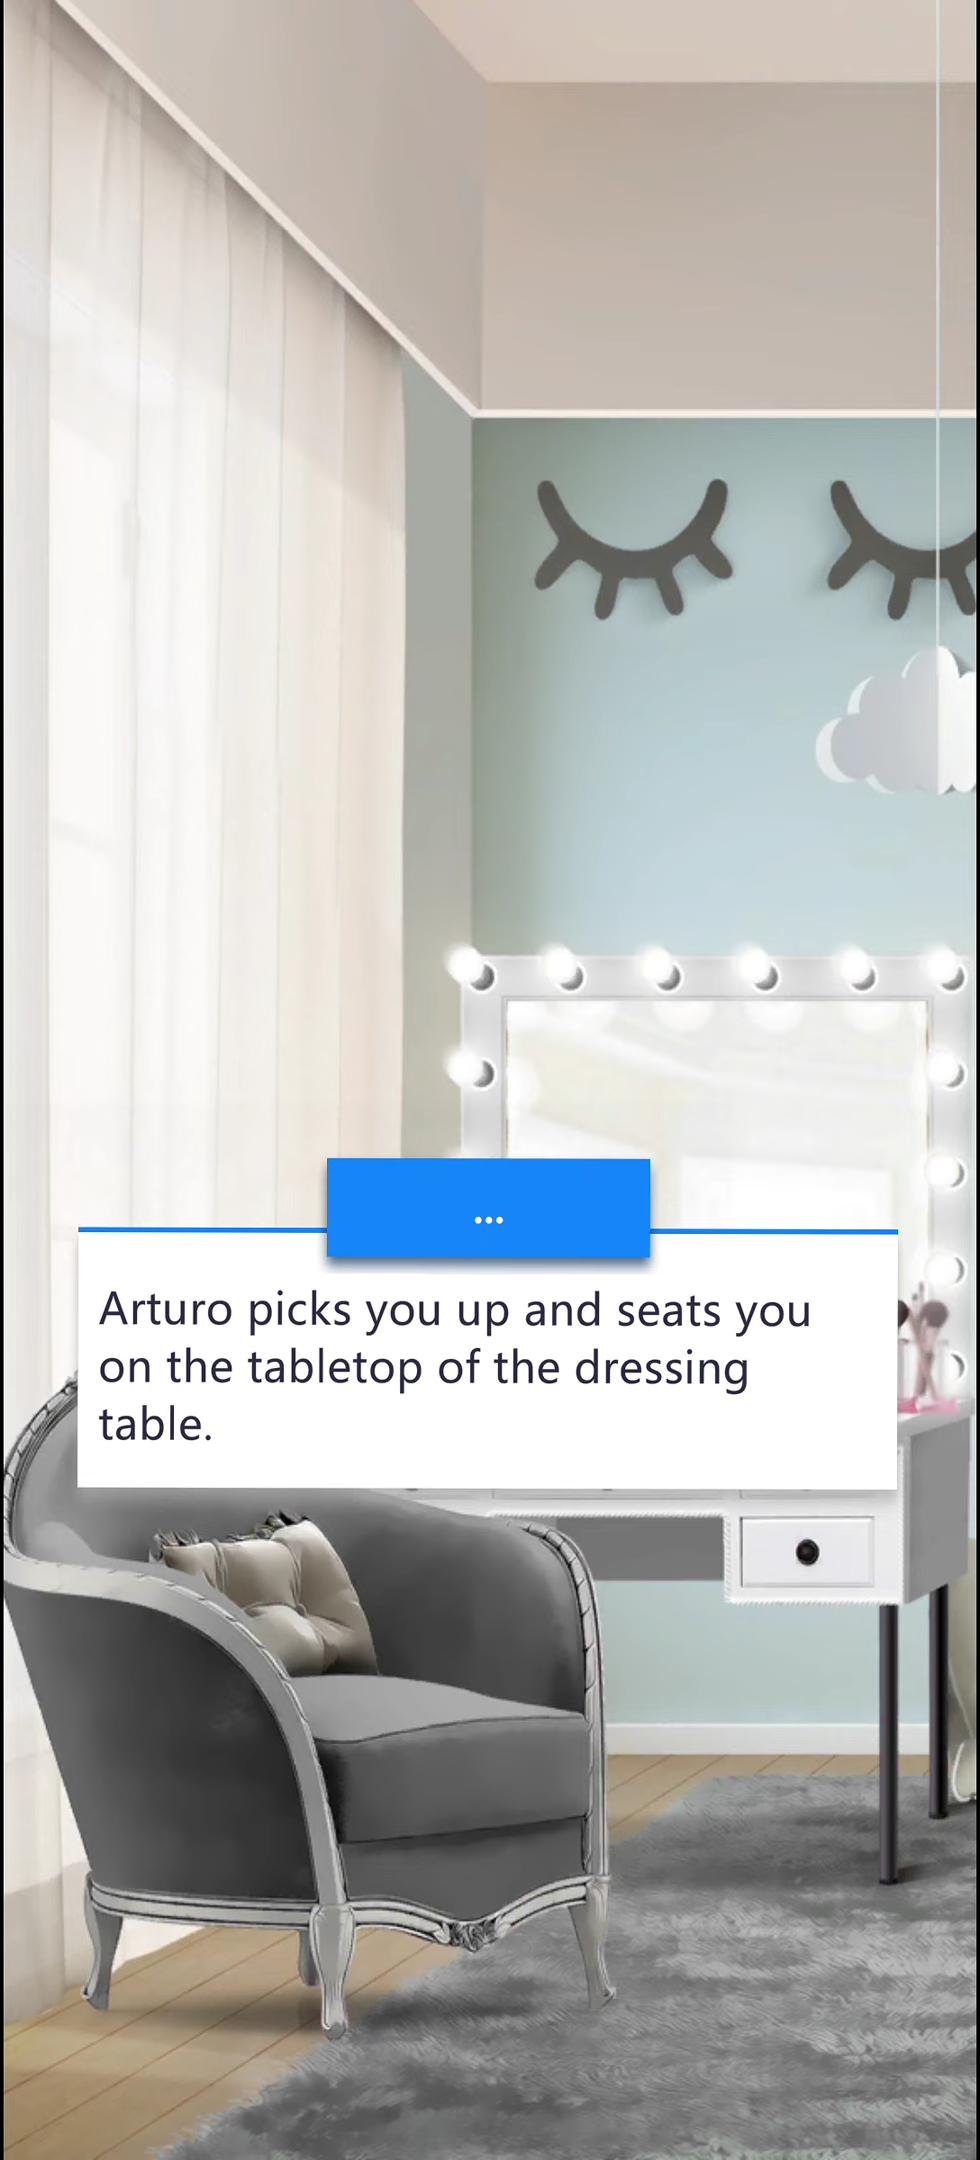 ...
Arturo picks you up and seats you
on the tabletop of the dressing
table.